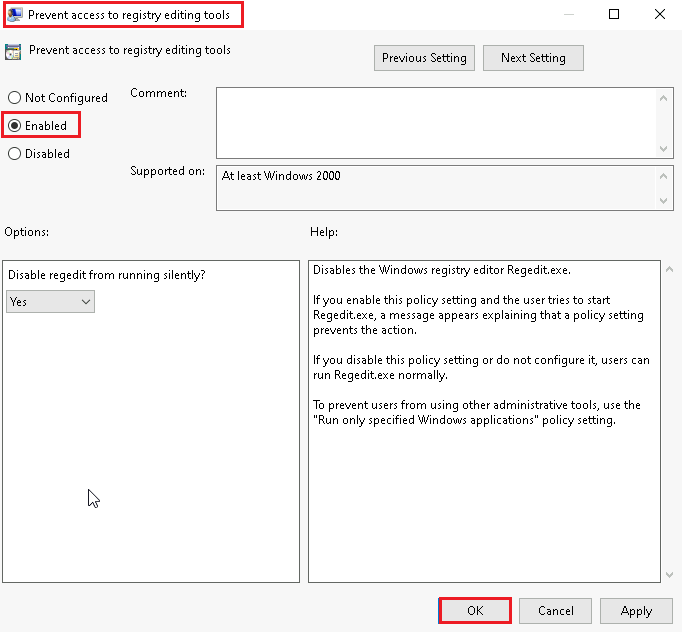 Prevent access to registry editing tools
Prevent access to registry editing tools
Previous Setting
Next Setting
Not Configured
Enabled
Disabled
Comment:
Supported on:
At least Windows 2000
Options:
Help:
Disable regedit from running silently?
Yes
Disables the Windows registry editor Regedit.exe.
If you enable this policy setting and the user tries to start
Regedit.exe, a message appears explaining that a policy setting
prevents the action.
If you disable this policy setting or do not configure it, users can
run Regedit.exe normally.
To prevent users from using other administrative tools, use the
"Run only specified Windows applications" policy setting.
OK
Cancel
Apply